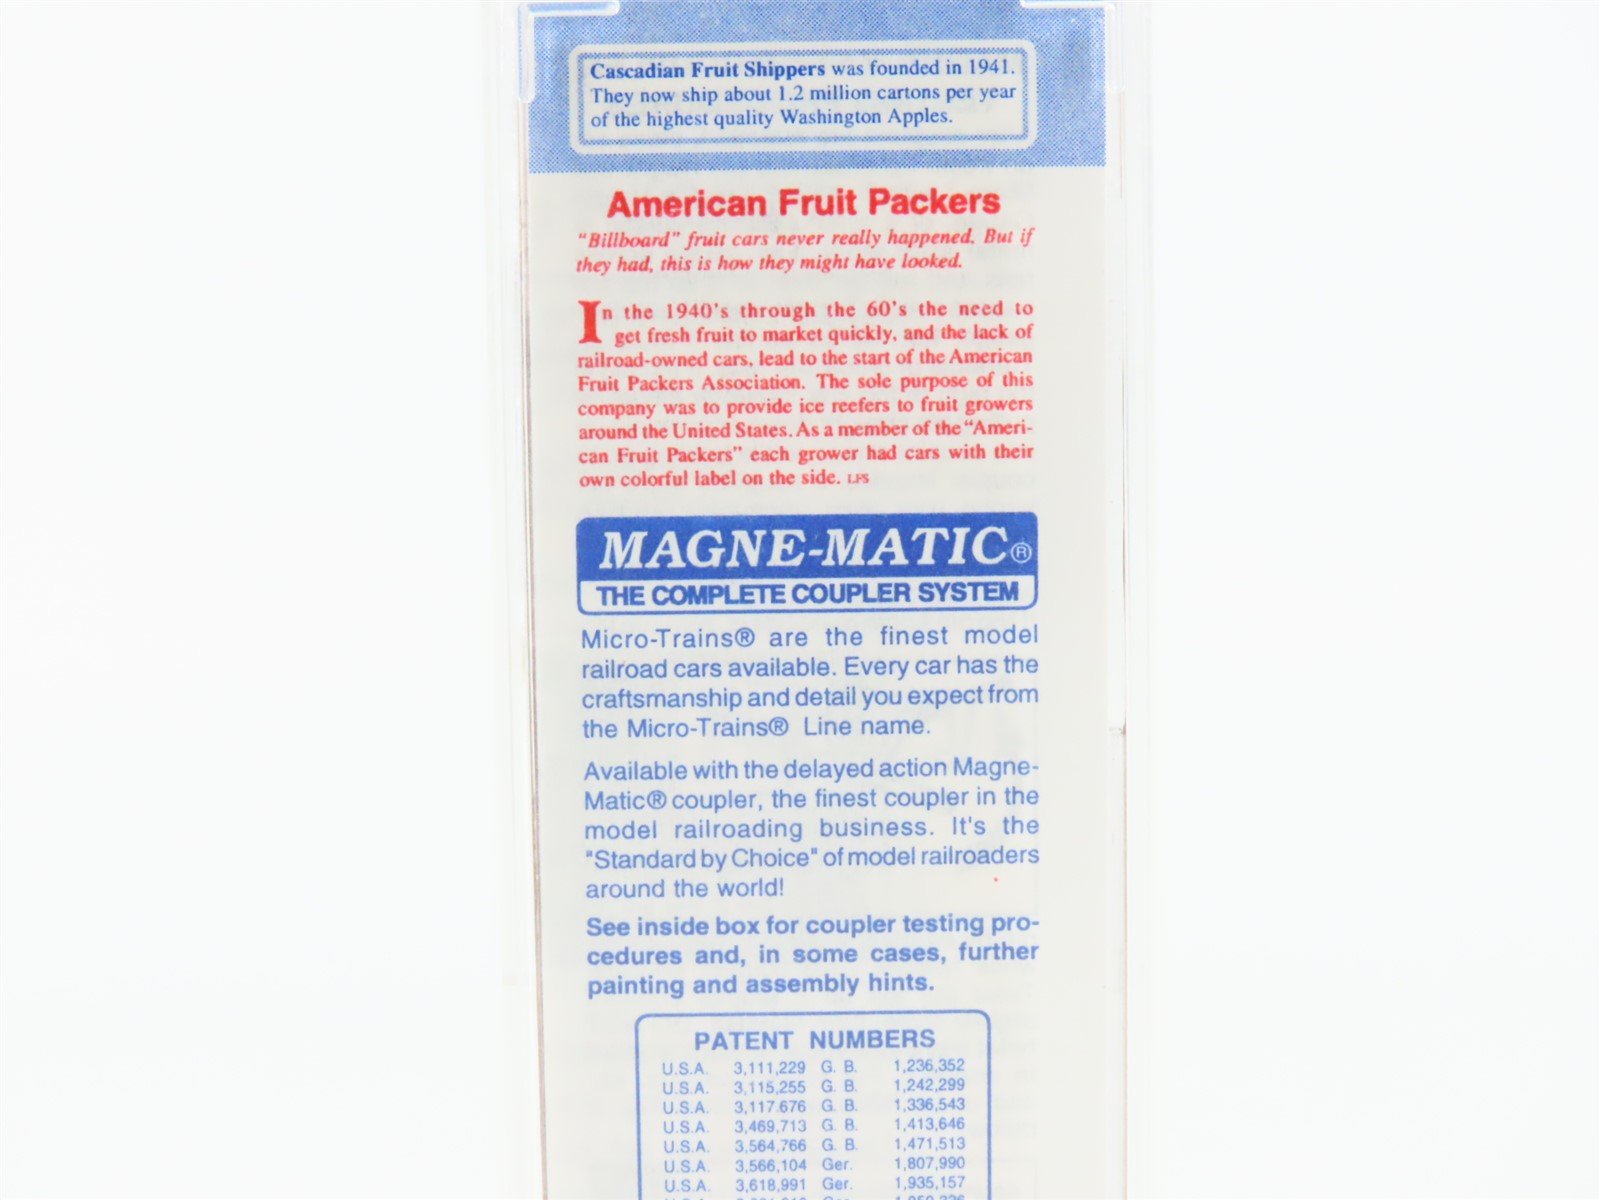 Cascadian Fruit Shippers was founded in 1941.
They now ship about 1.2 million cartons per year
of the highest quality Washington Apples.
American Fruit Packers
"Billboard" fruit cars never really happened. But if
they had, this is how they might have looked.
In the 1940's through the 60's the need to
get fresh fruit to market quickly, and the lack of
railroad-owned cars, lead to the start of the American
Fruit Packers Association. The sole purpose of this
company was to provide ice reefers to fruit growers
around the United States. As a member of the "Ameri-
can Fruit Packers" each grower had cars with their
own colorful label on the side. LFS
MAGNE-MATIC®
THE COMPLETE COUPLER SYSTEM
Micro-Trains® are the finest model
railroad cars available. Every car has the
craftsmanship and detail you expect from
the Micro-Trains® Line name.
Available with the delayed action Magne-
Matic® coupler, the finest coupler in the
model railroading business. It's the
"Standard by Choice" of model railroaders
around the world!
See inside box for coupler testing pro-
cedures and, in some cases, further
painting and assembly hints.
PATENT NUMBERS
U.S.A. 3,111,229 G. B. 1,236,352
U.S.A. 3,115,255 G. B. 1,242,299
U.S.A. 3,117.676 G. B. 1,336,543
U.S.A. 3,469,713 G. B. 1,413,646
U.S.A. 3,564,766 G. B. 1,471,513
U.S.A. 3,566,104 Ger. 1,807,990
U.S.A. 3,618,991 Ger. 1,935,157